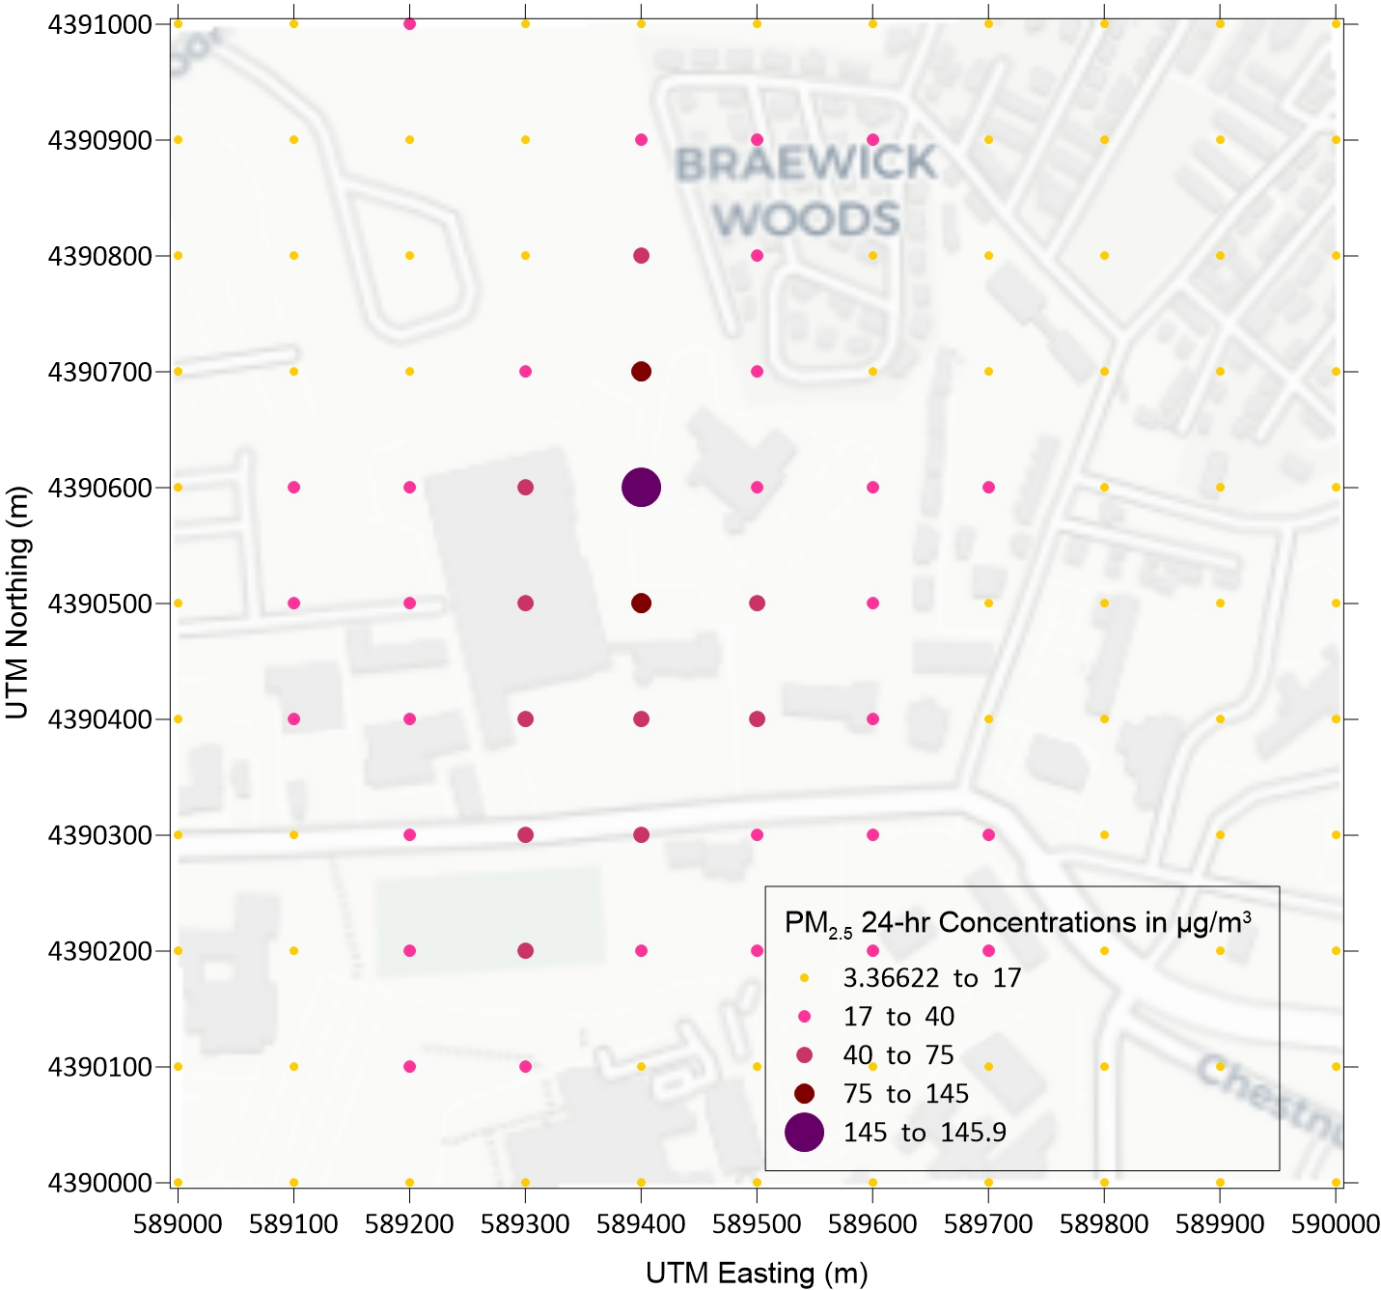 4391000
4390900
4390800
4390700
4390600
4390500
4390400
4390300
4390200
4390100
4390000
UTM Northing (m)
BRAEWICK
WOODS
PM2.5 24-hr Concentrations in µg/m³
3.36622 to 17
17 to 40
40 to 75
75 to 145
145 to 145.9
589000 589100 589200 589300 589400 589500 589600 589700 589800 589900 590000
UTM Easting (m)